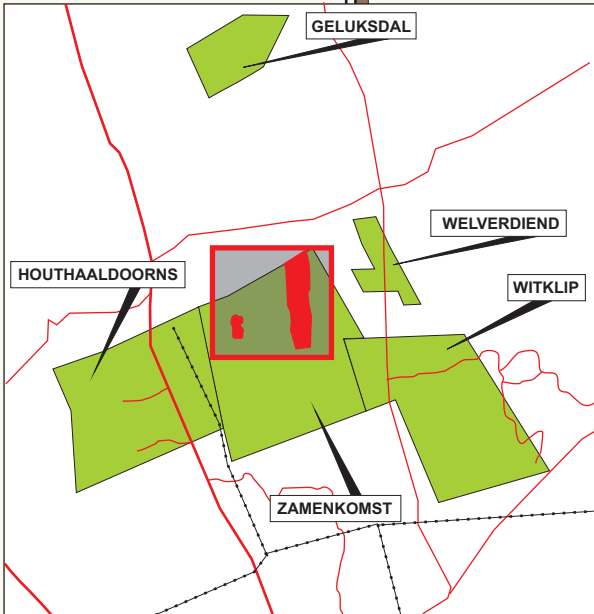 GELUKSDAL
WELVERDIEND
HOUTHAALDOORNS
WITKLIP
ZAMENKOMST